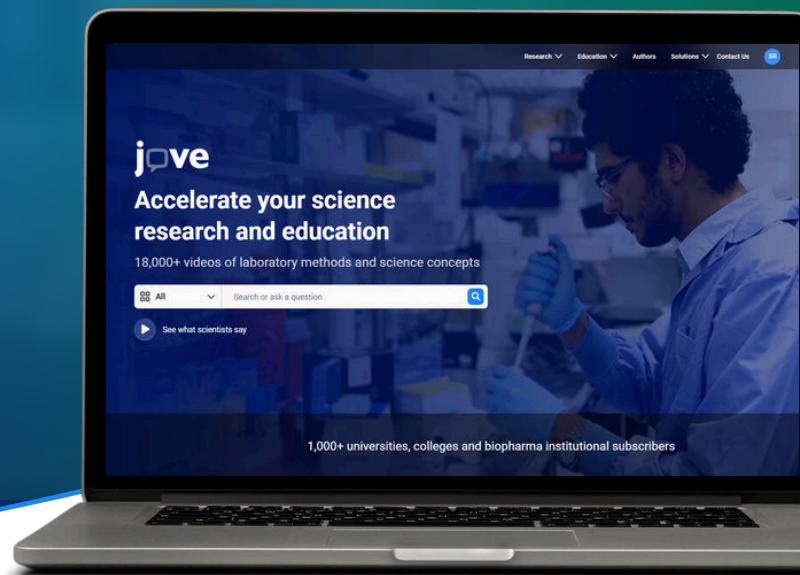 Research Education Authors Solutions Contact Us SR
jove
Accelerate your science
research and education
18,000+ videos of laboratory methods and science concepts
All Search or ask a question
See what scientists say
1,000+ universities, colleges and biopharma institutional subscribers